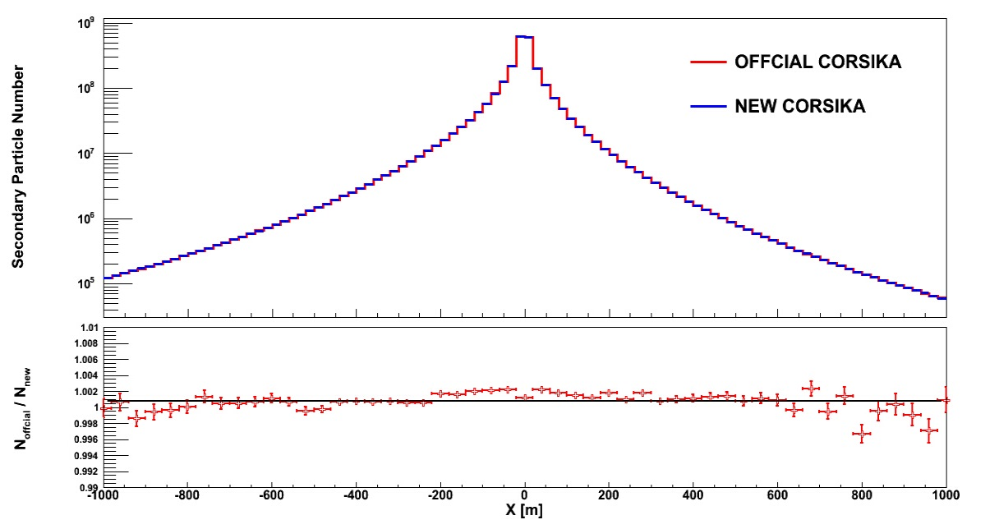 10⁹
10⁸
10⁷
10⁶
10⁵
Secondary Particle Number
OFFCIAL CORSIKA
NEW CORSIKA
1.01
1.008
1.006
1.004
1.002
1
0.998
0.996
0.994
0.992
0.99
N_offcial / N_new
-1000 -800 -600 -400 -200 0 200 400 600 800 1000
X [m]